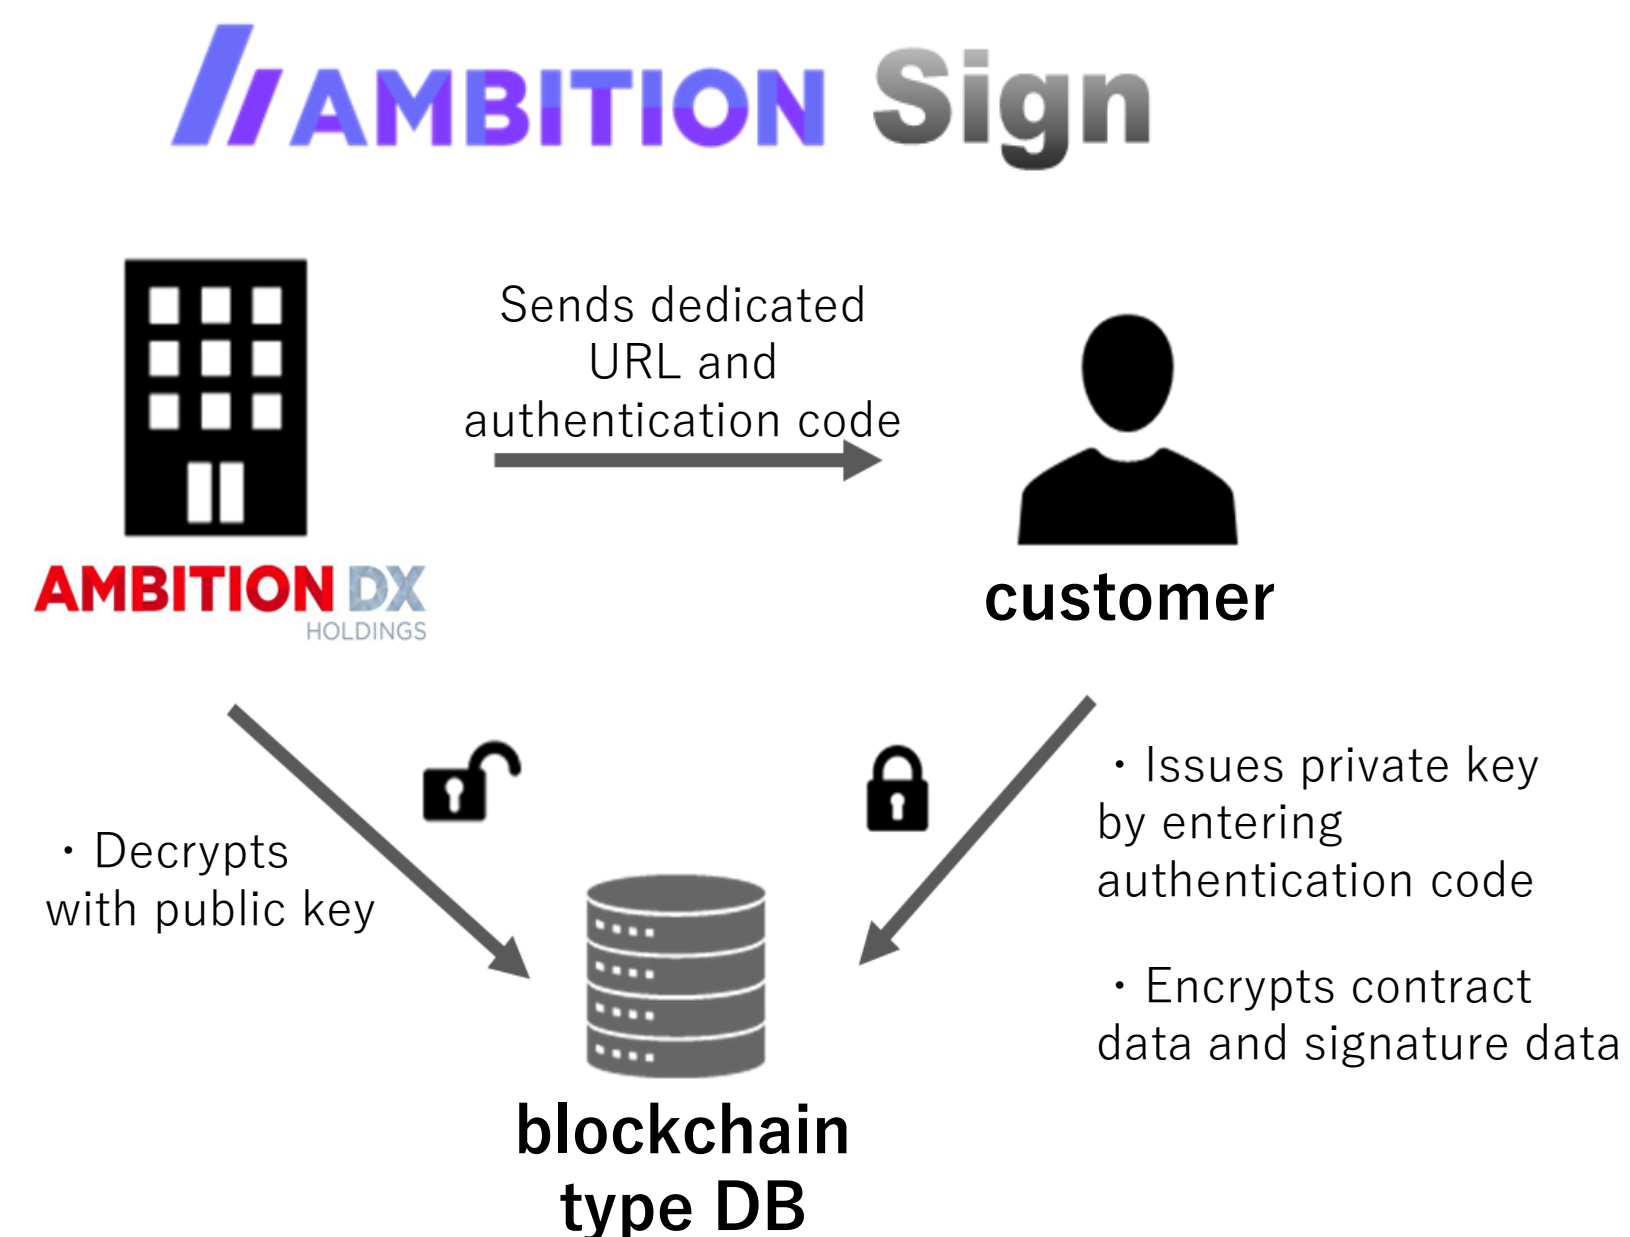 AMBITION Sign
Sends dedicated
URL and
authentication code
AMBITION DX
HOLDINGS
customer
・Decrypts
with public key
・Issues private key
by entering
authentication code
・Encrypts contract
data and signature data
blockchain
type DB